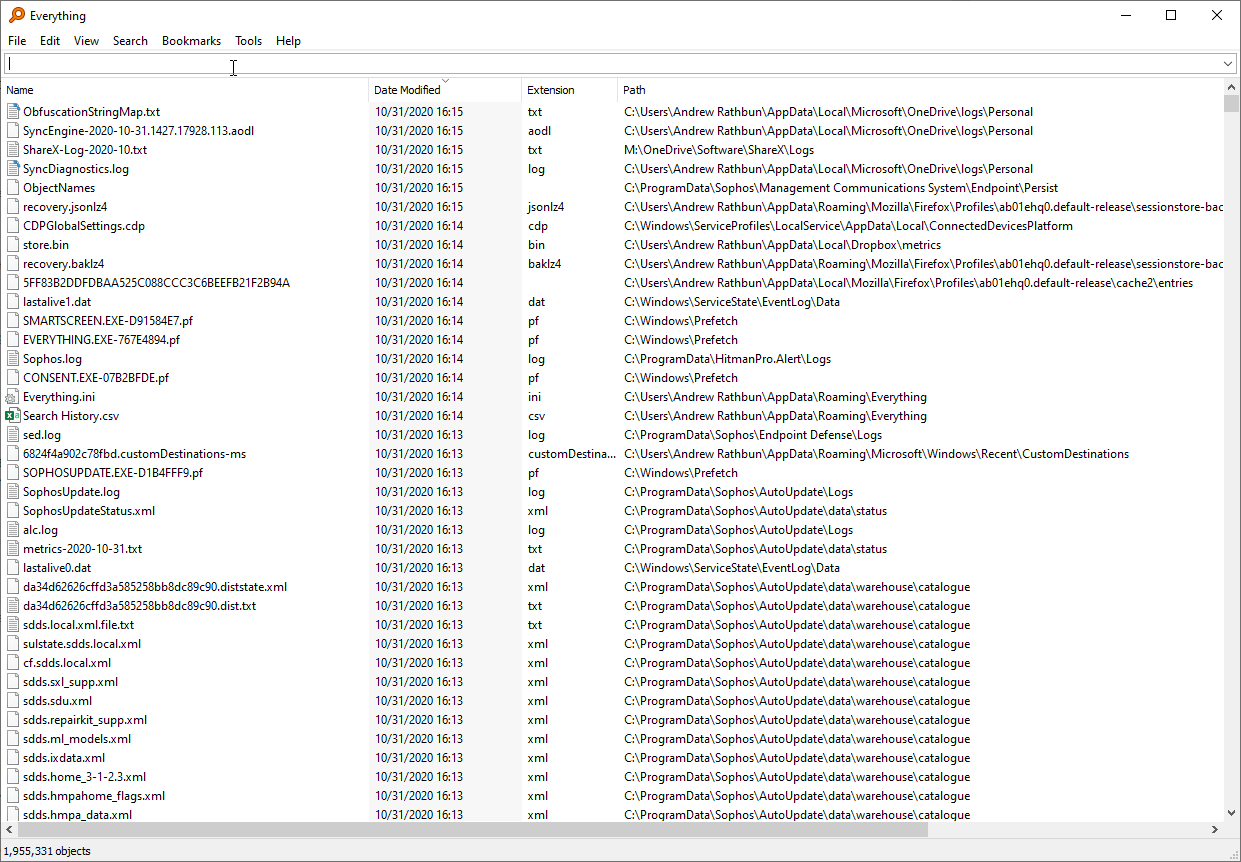 Everything
File Edit View Search Bookmarks Tools Help
Name Date Modified Extension Path
ObfuscationStringMap.txt 10/31/2020 16:15 txt C:\Users\Andrew Rathbun\AppData\Local\Microsoft\OneDrive\logs\Personal
SyncEngine-2020-10-31.1427.17928.113.aodl 10/31/2020 16:15 aodl C:\Users\Andrew Rathbun\AppData\Local\Microsoft\OneDrive\logs\Personal
ShareX-Log-2020-10.txt 10/31/2020 16:15 txt M:\OneDrive\Software\ShareX\Logs
SyncDiagnostics.log 10/31/2020 16:15 log C:\Users\Andrew Rathbun\AppData\Local\Microsoft\OneDrive\logs\Personal
ObjectNames 10/31/2020 16:15 C:\ProgramData\Sophos\Management Communications System\Endpoint\Persist
recovery.jsonlz4 10/31/2020 16:15 jsonlz4 C:\Users\Andrew Rathbun\AppData\Roaming\Mozilla\Firefox\Profiles\ab01ehq0.default-release\sessionstore-bac
CDPGlobalSettings.cdp 10/31/2020 16:14 cdp C:\Windows\ServiceProfiles\LocalService\AppData\Local\ConnectedDevicesPlatform
store.bin 10/31/2020 16:14 bin C:\Users\Andrew Rathbun\AppData\Local\Dropbox\metrics
recovery.baklz4 10/31/2020 16:14 baklz4 C:\Users\Andrew Rathbun\AppData\Roaming\Mozilla\Firefox\Profiles\ab01ehq0.default-release\sessionstore-bac
5FF83B2DDFDBAA525C088CCC3C6BEEFB21F2B94A 10/31/2020 16:14 C:\Users\Andrew Rathbun\AppData\Local\Mozilla\Firefox\Profiles\ab01ehq0.default-release\cache2\entries
lastalive1.dat 10/31/2020 16:14 dat C:\Windows\ServiceState\EventLog\Data
SMARTSCREEN.EXE-D91584E7.pf 10/31/2020 16:14 pf C:\Windows\Prefetch
EVERYTHING.EXE-767E4894.pf 10/31/2020 16:14 pf C:\Windows\Prefetch
Sophos.log 10/31/2020 16:14 log C:\ProgramData\HitmanPro.Alert\Logs
CONSENT.EXE-07B2BFDE.pf 10/31/2020 16:14 pf C:\Windows\Prefetch
Everything.ini 10/31/2020 16:14 ini C:\Users\Andrew Rathbun\AppData\Roaming\Everything
Search History.csv 10/31/2020 16:14 csv C:\Users\Andrew Rathbun\AppData\Roaming\Everything
sed.log 10/31/2020 16:13 log C:\ProgramData\Sophos\Endpoint Defense\Logs
6824f4a902c78fbd.customDestinations-ms 10/31/2020 16:13 customDestina... C:\Users\Andrew Rathbun\AppData\Roaming\Microsoft\Windows\Recent\CustomDestinations
SOPHOSUPDATE.EXE-D1B4FFF9.pf 10/31/2020 16:13 pf C:\Windows\Prefetch
SophosUpdate.log 10/31/2020 16:13 log C:\ProgramData\Sophos\AutoUpdate\Logs
SophosUpdateStatus.xml 10/31/2020 16:13 xml C:\ProgramData\Sophos\AutoUpdate\data\status
alc.log 10/31/2020 16:13 log C:\ProgramData\Sophos\AutoUpdate\Logs
metrics-2020-10-31.txt 10/31/2020 16:13 txt C:\ProgramData\Sophos\AutoUpdate\data\status
lastalive0.dat 10/31/2020 16:13 dat C:\Windows\ServiceState\EventLog\Data
da34d62626cffd3a585258bb8dc89c90.diststate.xml 10/31/2020 16:13 xml C:\ProgramData\Sophos\AutoUpdate\data\warehouse\catalogue
da34d62626cffd3a585258bb8dc89c90.dist.txt 10/31/2020 16:13 txt C:\ProgramData\Sophos\AutoUpdate\data\warehouse\catalogue
sdds.local.xml.file.txt 10/31/2020 16:13 txt C:\ProgramData\Sophos\AutoUpdate\data\warehouse\catalogue
sulstate.sdds.local.xml 10/31/2020 16:13 xml C:\ProgramData\Sophos\AutoUpdate\data\warehouse\catalogue
cf.sdds.local.xml 10/31/2020 16:13 xml C:\ProgramData\Sophos\AutoUpdate\data\warehouse\catalogue
sdds.sxl_supp.xml 10/31/2020 16:13 xml C:\ProgramData\Sophos\AutoUpdate\data\warehouse\catalogue
sdds.sdu.xml 10/31/2020 16:13 xml C:\ProgramData\Sophos\AutoUpdate\data\warehouse\catalogue
sdds.repairkit_supp.xml 10/31/2020 16:13 xml C:\ProgramData\Sophos\AutoUpdate\data\warehouse\catalogue
sdds.ml_models.xml 10/31/2020 16:13 xml C:\ProgramData\Sophos\AutoUpdate\data\warehouse\catalogue
sdds.ixdata.xml 10/31/2020 16:13 xml C:\ProgramData\Sophos\AutoUpdate\data\warehouse\catalogue
sdds.home_3-1-2.3.xml 10/31/2020 16:13 xml C:\ProgramData\Sophos\AutoUpdate\data\warehouse\catalogue
sdds.hmpahome_flags.xml 10/31/2020 16:13 xml C:\ProgramData\Sophos\AutoUpdate\data\warehouse\catalogue
sdds.hmpa_data.xml 10/31/2020 16:13 xml C:\ProgramData\Sophos\AutoUpdate\data\warehouse\catalogue
1,955,331 objects